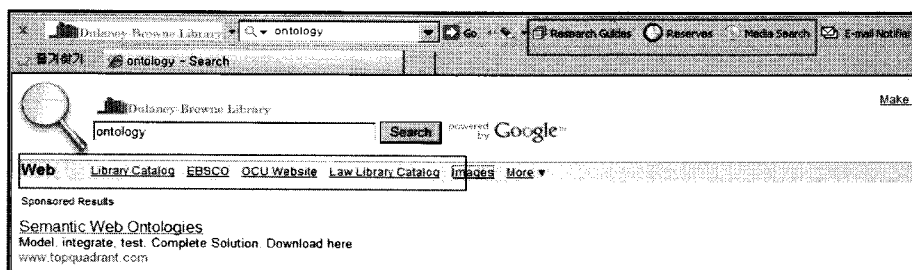 Dulaney-Browne Library ontology Go Research Guides Reserves Media Search E-mail Notifier
즐겨찾기 ontology - Search
Dulaney-Browne Library Make
ontology Search powered by Google™
Web Library Catalog EBSCO OCU Website Law Library Catalog Images More ▼
Sponsored Results
Semantic Web Ontologies
Model, integrate, test. Complete Solution. Download here
www.topquadrant.com